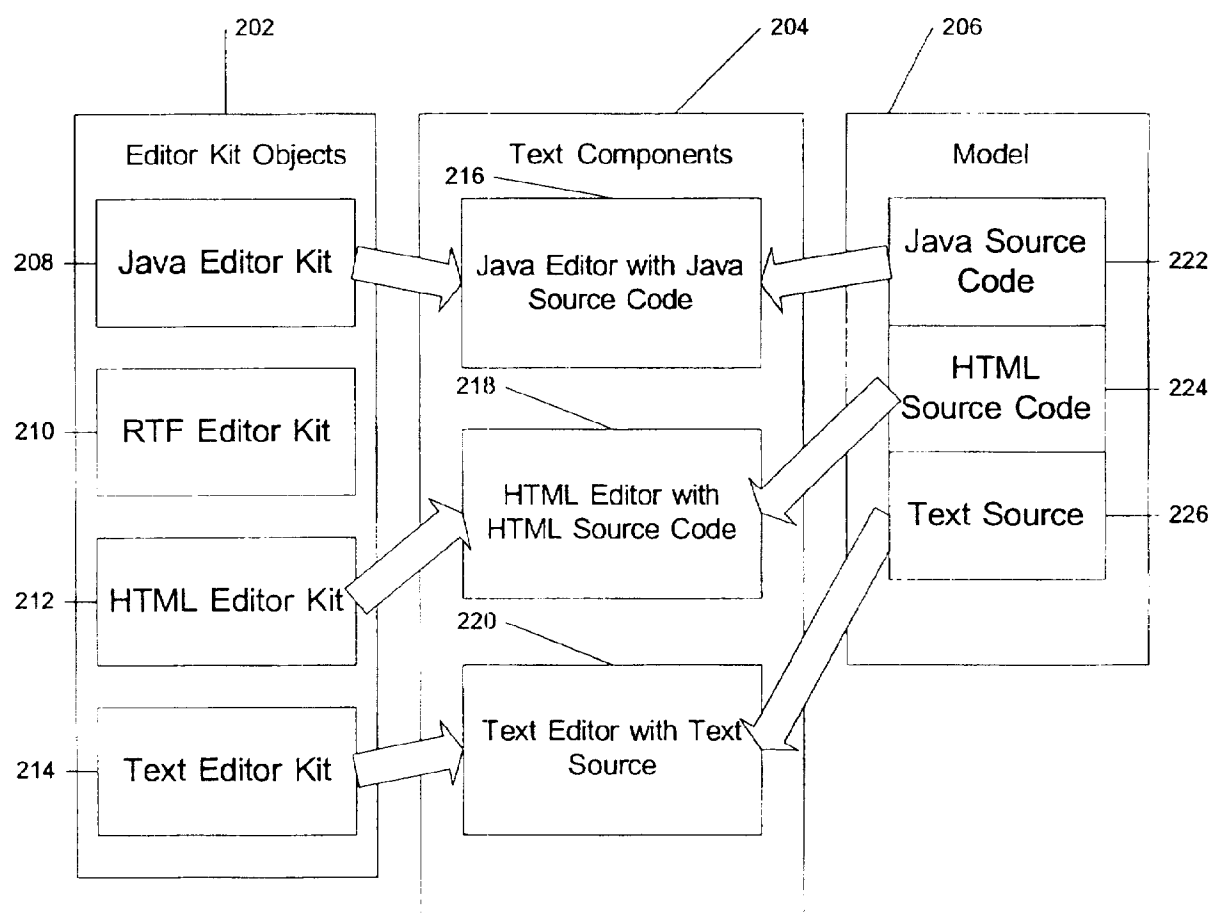 202
204
206
Editor Kit Objects
Text Components
Model
216
208
Java Editor Kit
Java Editor with Java
Source Code
Java Source
Code
222
218
210
RTF Editor Kit
HTML Editor with
HTML Source Code
HTML
Source Code
224
Text Source
226
212
HTML Editor Kit
220
214
Text Editor Kit
Text Editor with Text
Source